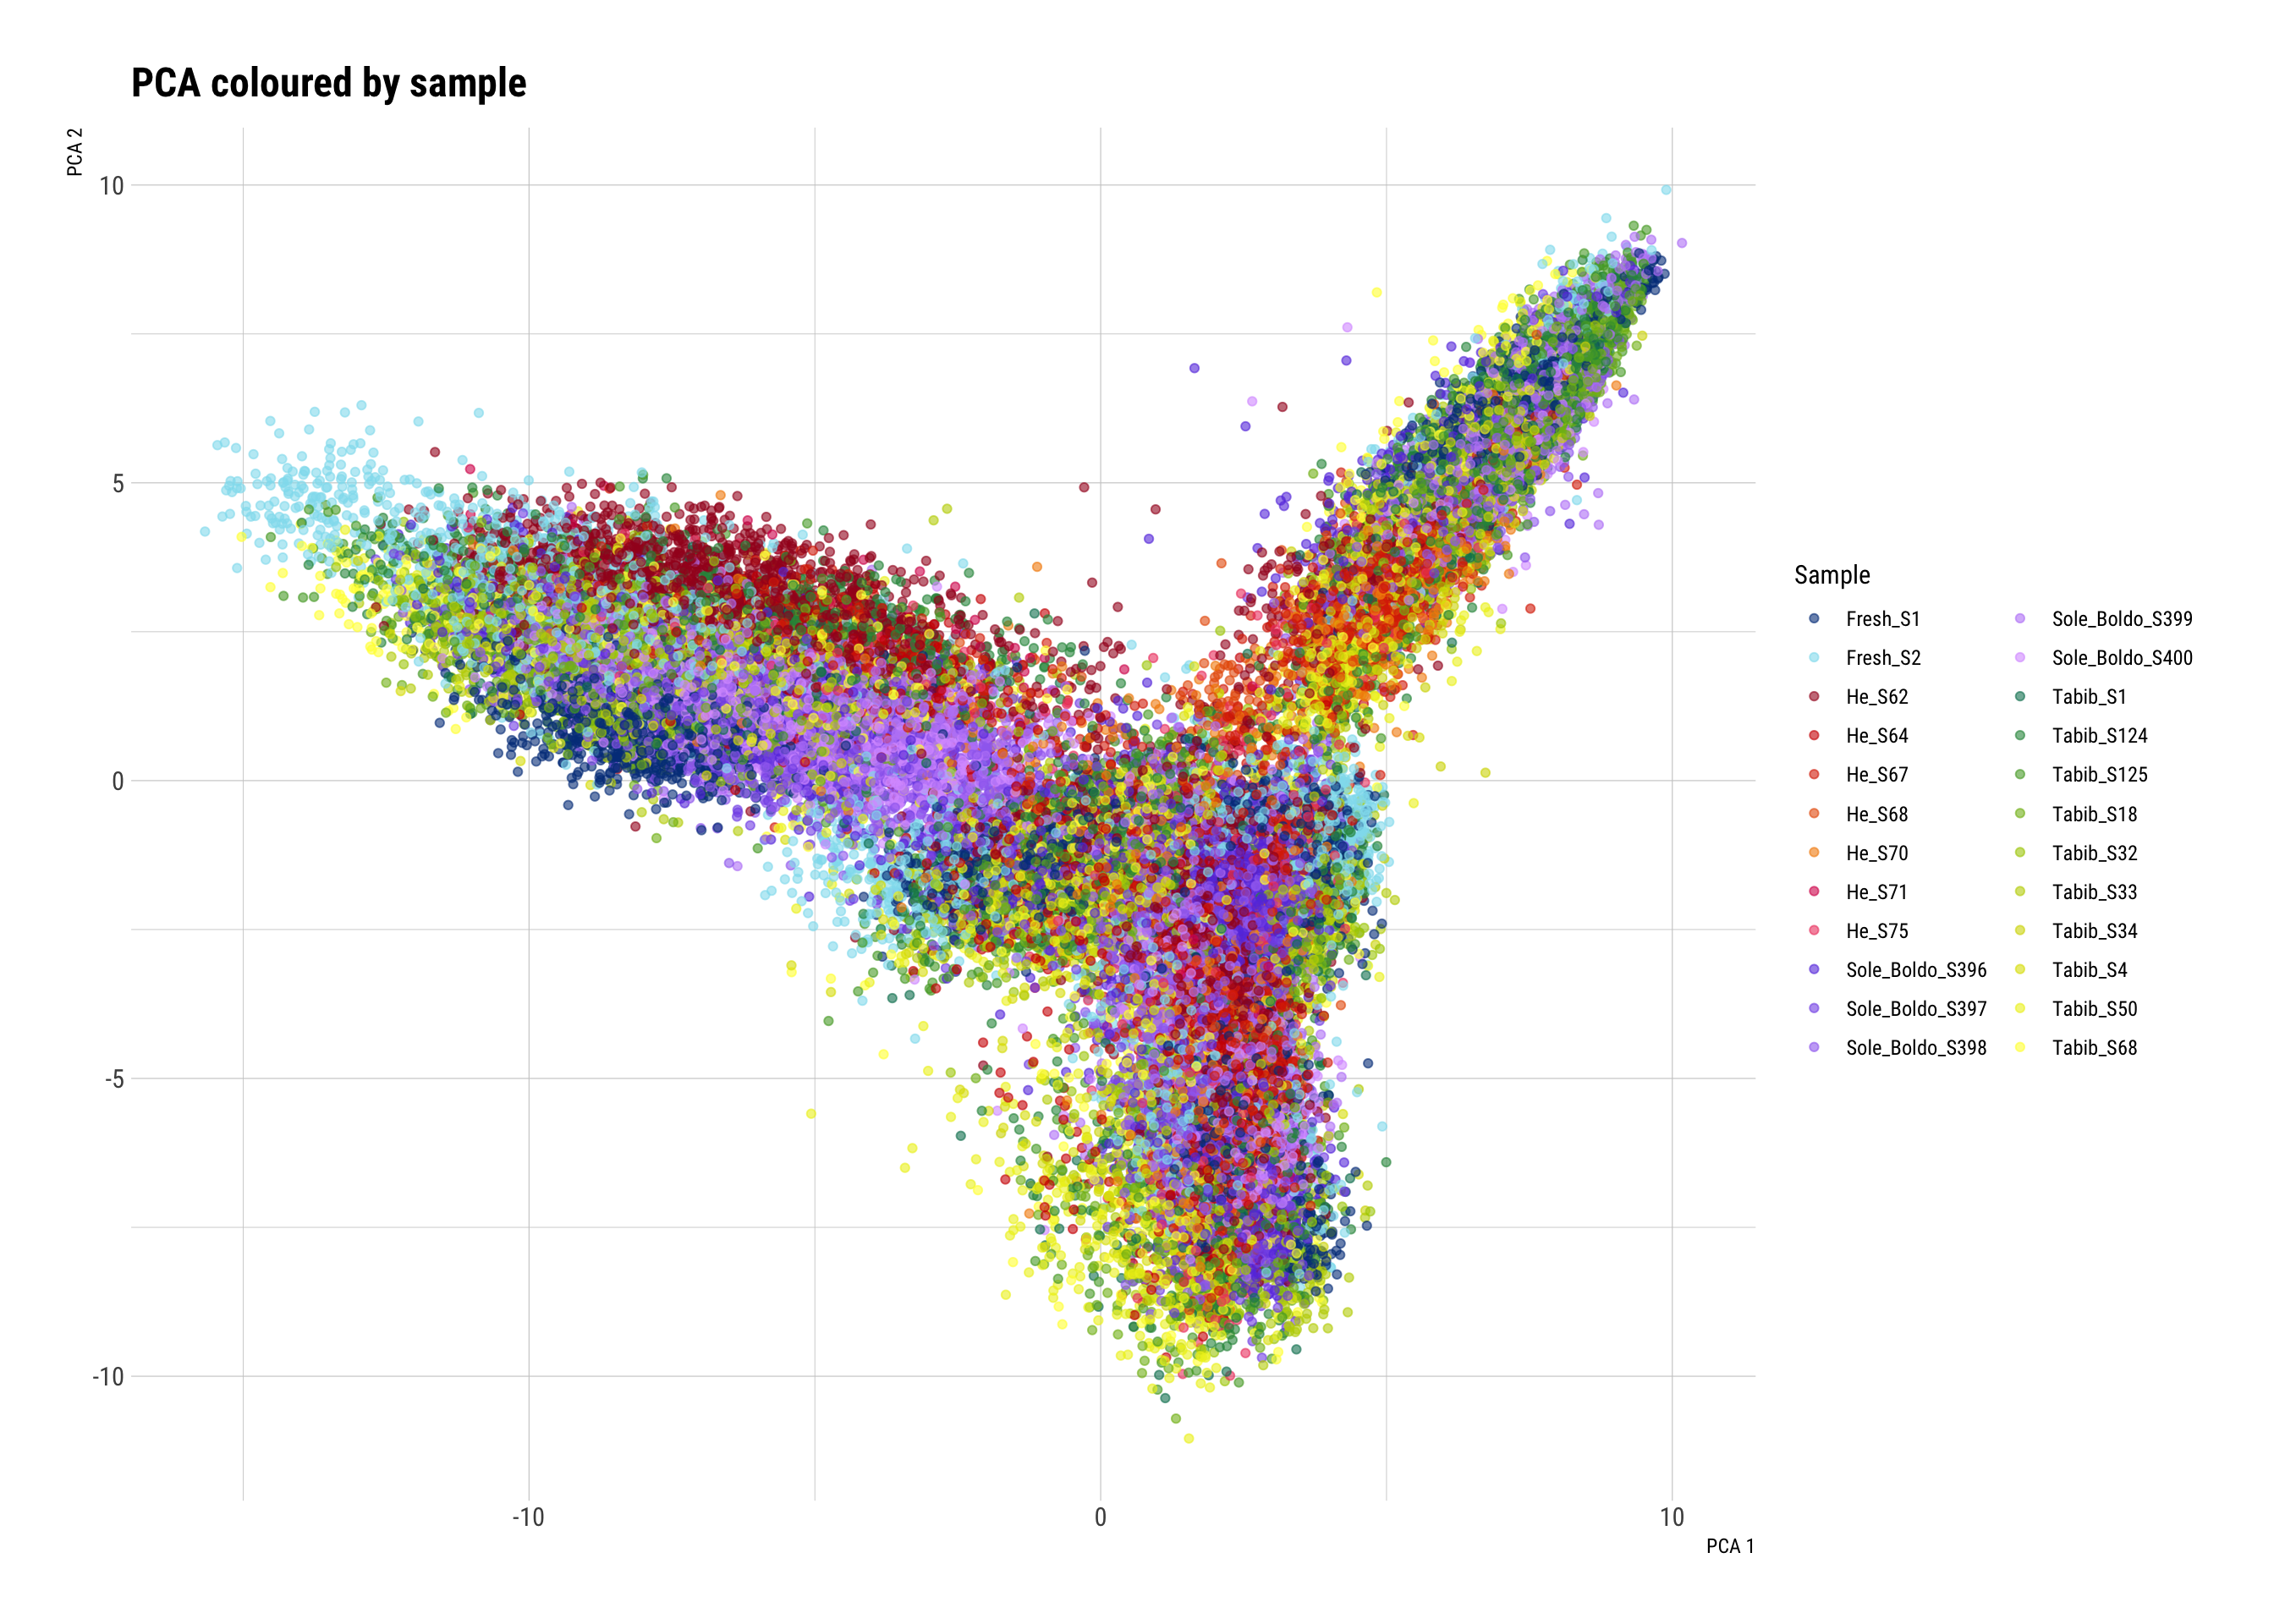 PCA coloured by sample
PCA 2
10
5
0
-5
-10
-10
0
10
PCA 1
Sample
Fresh_S1
Fresh_S2
He_S62
He_S64
He_S67
He_S68
He_S70
He_S71
He_S75
Sole_Boldo_S396
Sole_Boldo_S397
Sole_Boldo_S398
Sole_Boldo_S399
Sole_Boldo_S400
Tabib_S1
Tabib_S124
Tabib_S125
Tabib_S18
Tabib_S32
Tabib_S33
Tabib_S34
Tabib_S4
Tabib_S50
Tabib_S68